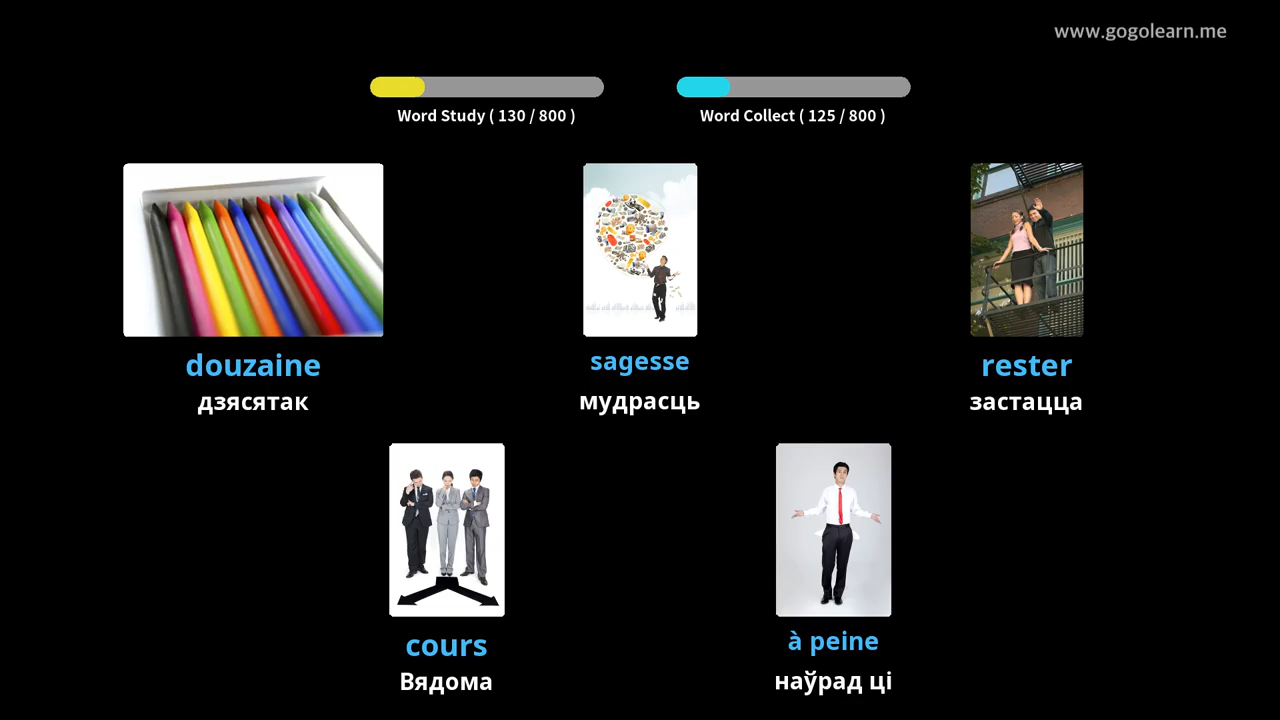 www.gogolearn.me
Word Study ( 130 / 800 )
Word Collect ( 125 / 800 )
douzaine
дзясятак
sagesse
мудрасць
rester
застацца
cours
Вядома
à peine
наўрад ці